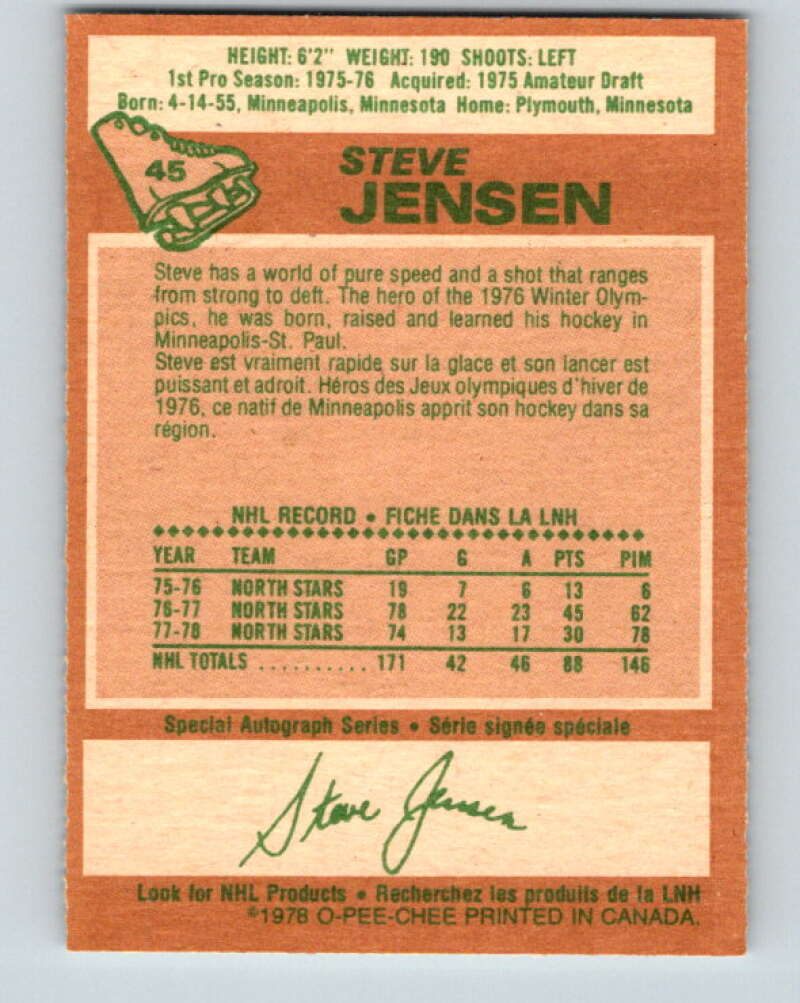 HEIGHT: 6'2" WEIGHT: 190 SHOOTS: LEFT
1st Pro Season: 1975-76 Acquired: 1975 Amateur Draft
Born: 4-14-55, Minneapolis, Minnesota Home: Plymouth, Minnesota
45
STEVE
JENSEN
Steve has a world of pure speed and a shot that ranges
from strong to deft. The hero of the 1976 Winter Olym-
pics, he was born, raised and learned his hockey in
Minneapolis-St. Paul.
Steve est vraiment rapide sur la glace et son lancer est
puissant et adroit. Héros des Jeux olympiques d'hiver de
1976, ce natif de Minneapolis apprit son hockey dans sa
région.
NHL RECORD • FICHE DANS LA LNH
YEAR TEAM GP G A PTS PIM
75-76 NORTH STARS 19 7 6 13 6
76-77 NORTH STARS 78 22 23 45 62
77-78 NORTH STARS 74 13 17 30 78
NHL TOTALS .......... 171 42 46 88 146
Special Autograph Series • Série signée spéciale
Steve Jensen
Look for NHL Products • Recherchez les produits de la LNH
©1978 O-PEE-CHEE PRINTED IN CANADA.